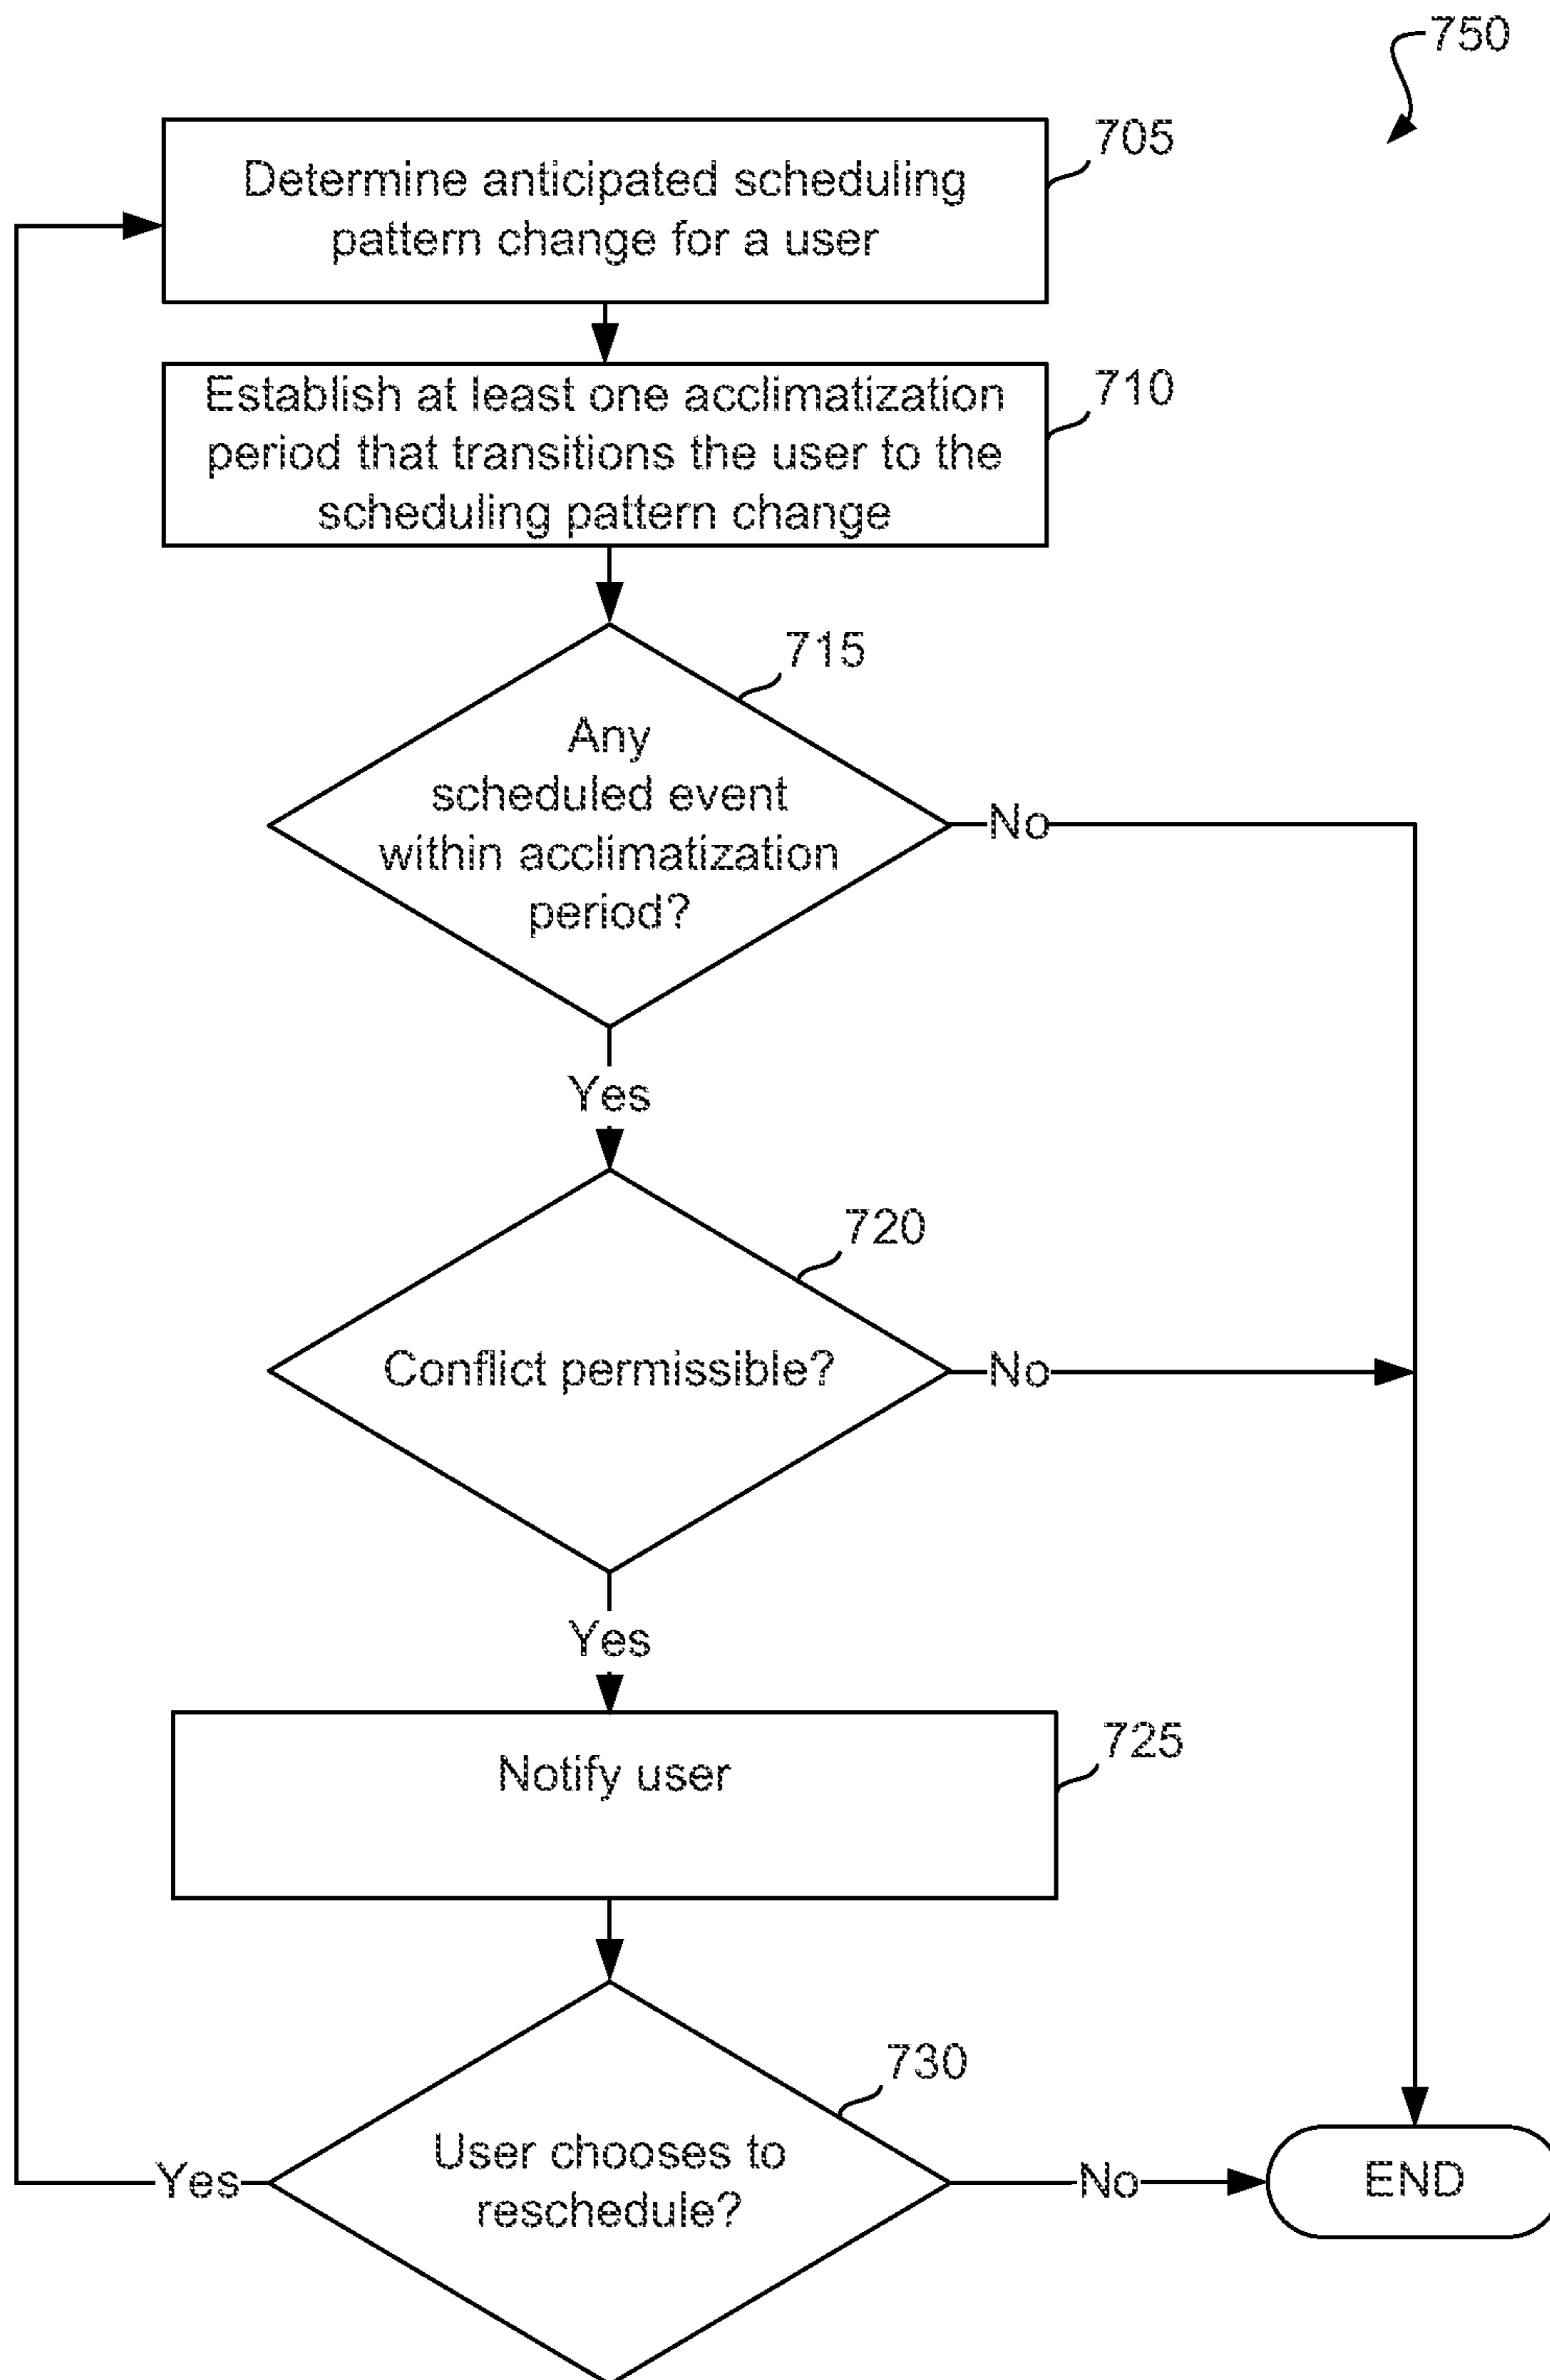 750
705
Determine anticipated scheduling
pattern change for a user
710
Establish at least one acclimatization
period that transitions the user to the
scheduling pattern change
715
Any
scheduled event
within acclimatization
period?
No
Yes
720
Conflict permissible?
No
Yes
725
Notify user
730
User chooses to
reschedule?
Yes
No
END